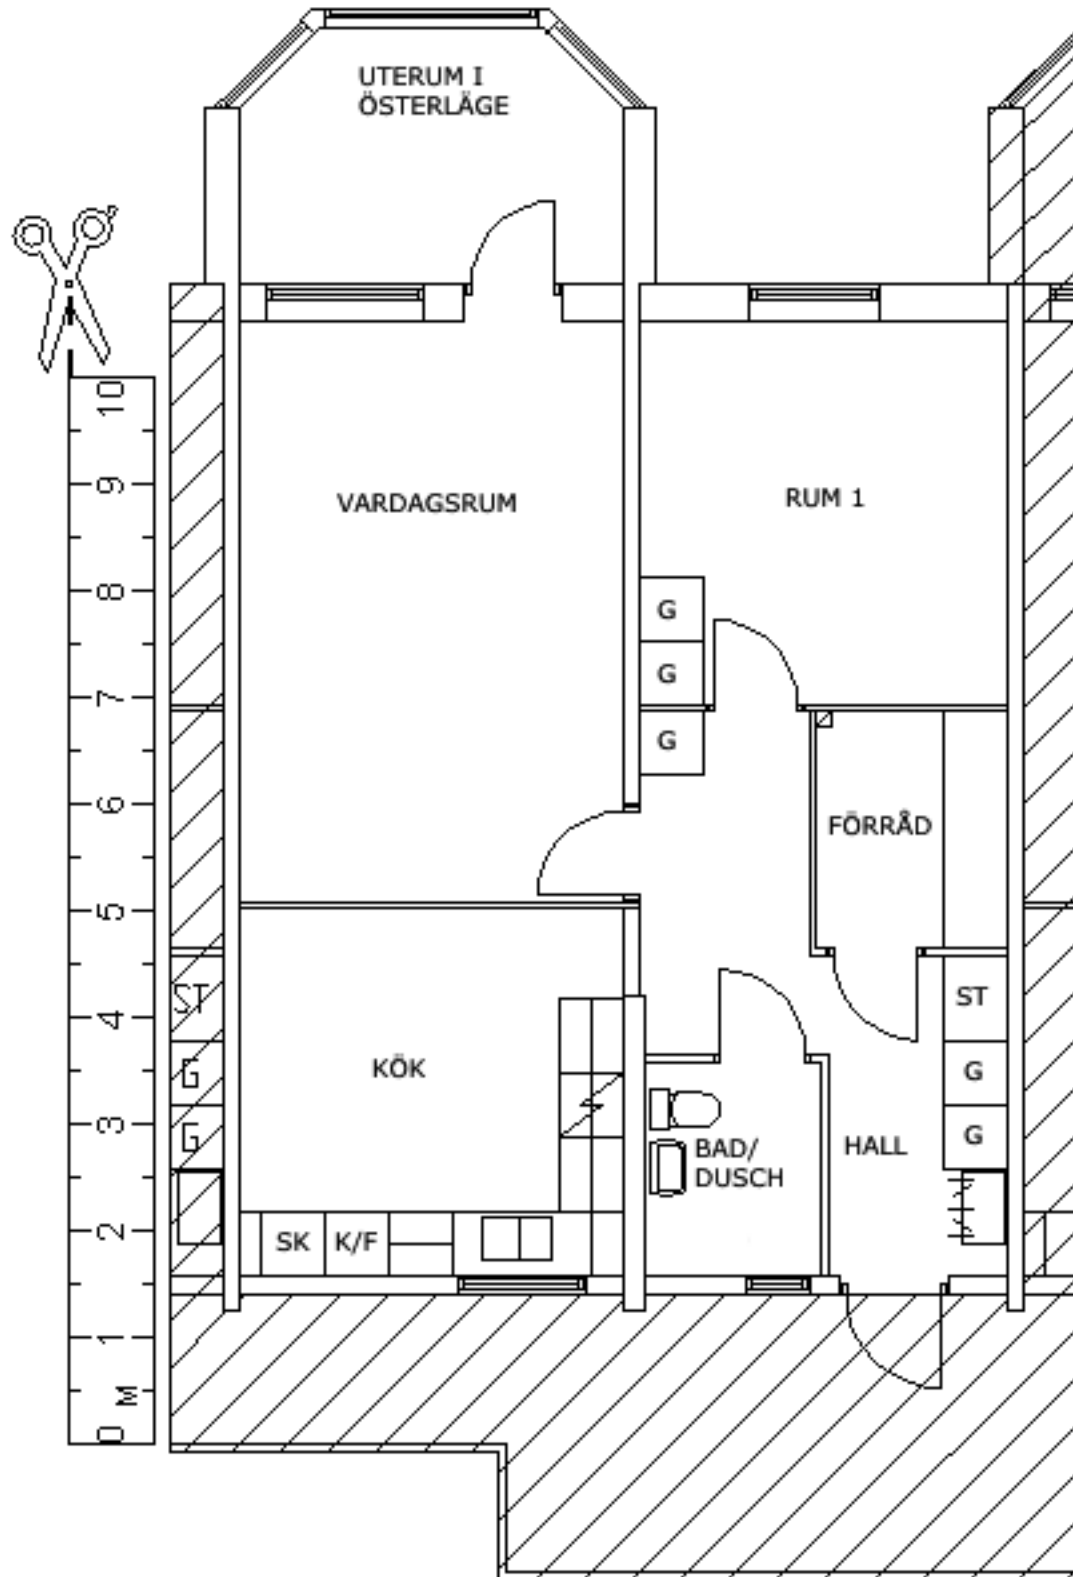 UTERUM I
ÖSTERLÄGE
VARDAGSRUM
RUM 1
G
G
G
FÖRRÅD
KÖK
ST
G
G
HALL
BAD/
DUSCH
SK
K/F
ST
G
G
10
9
8
7
6
5
4
3
2
1
M
0